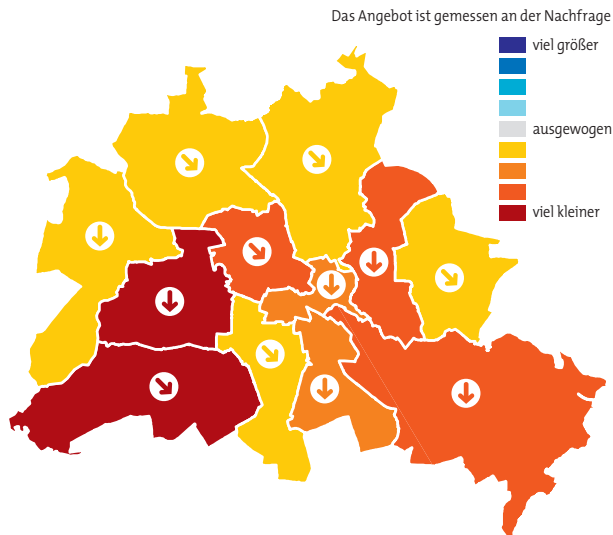 Das Angebot ist gemessen an der Nachfrage
viel größer
ausgewogen
viel kleiner